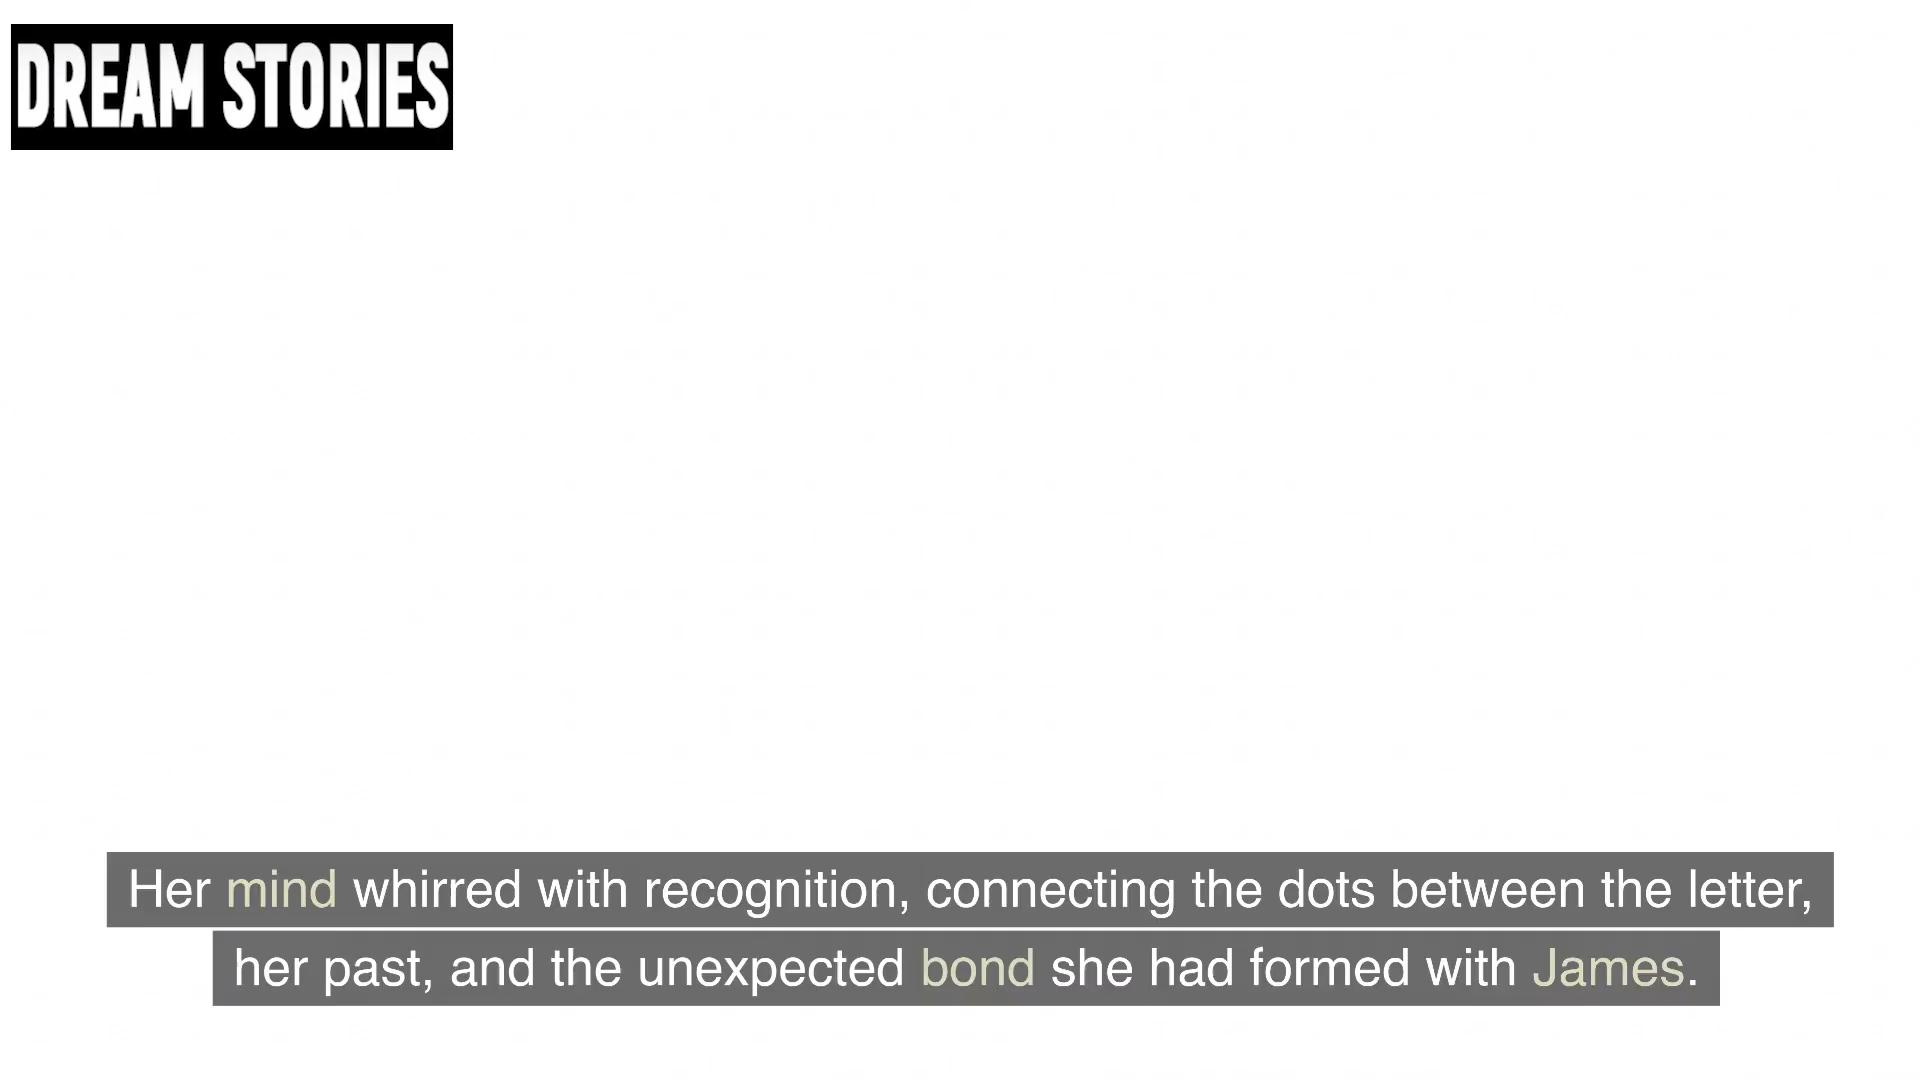 DREAM STORIES
Her mind whirred with recognition, connecting the dots between the letter,
her past, and the unexpected bond she had formed with James.